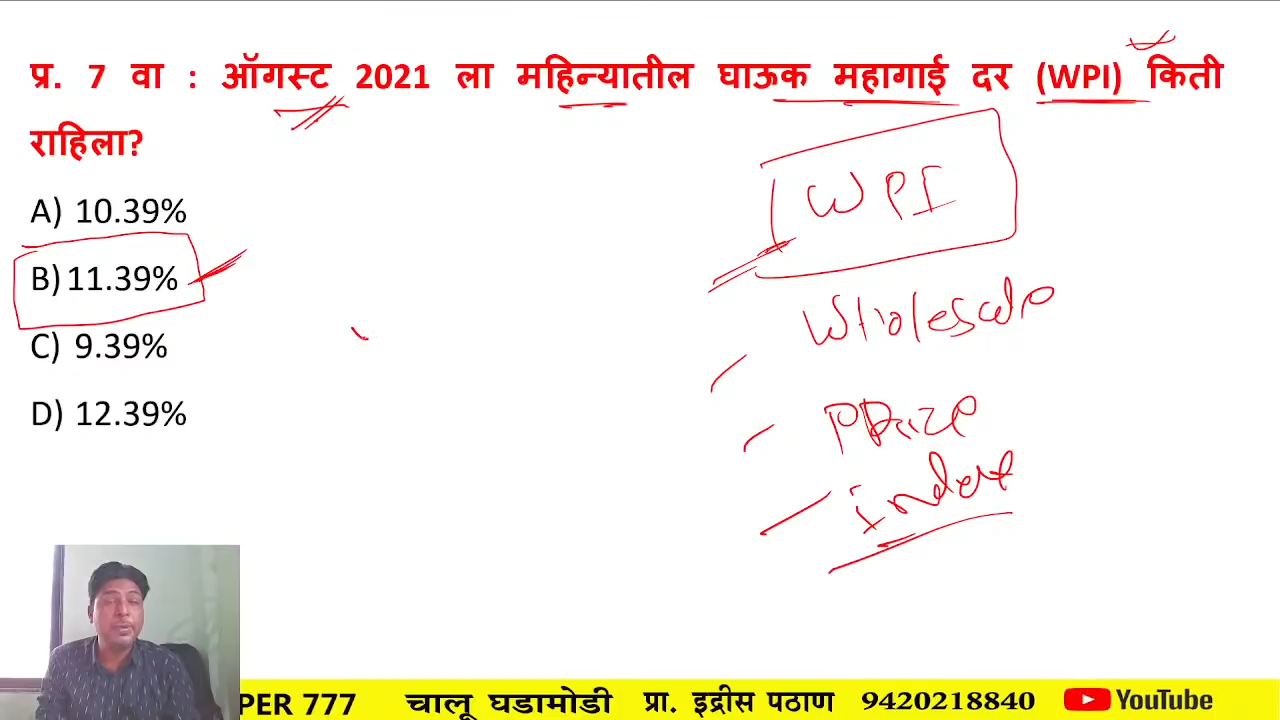 प्र. 7 वा : ऑगस्ट 2021 ला महिन्यातील घाऊक महागाई दर (WPI) किती
राहिला?
A) 10.39%
B) 11.39%
C) 9.39%
D) 12.39%
WPI
Wholesale
PRize
index
PER 777 चालू घडामोडी प्रा. इद्रीस पठाण 9420218840 YouTube